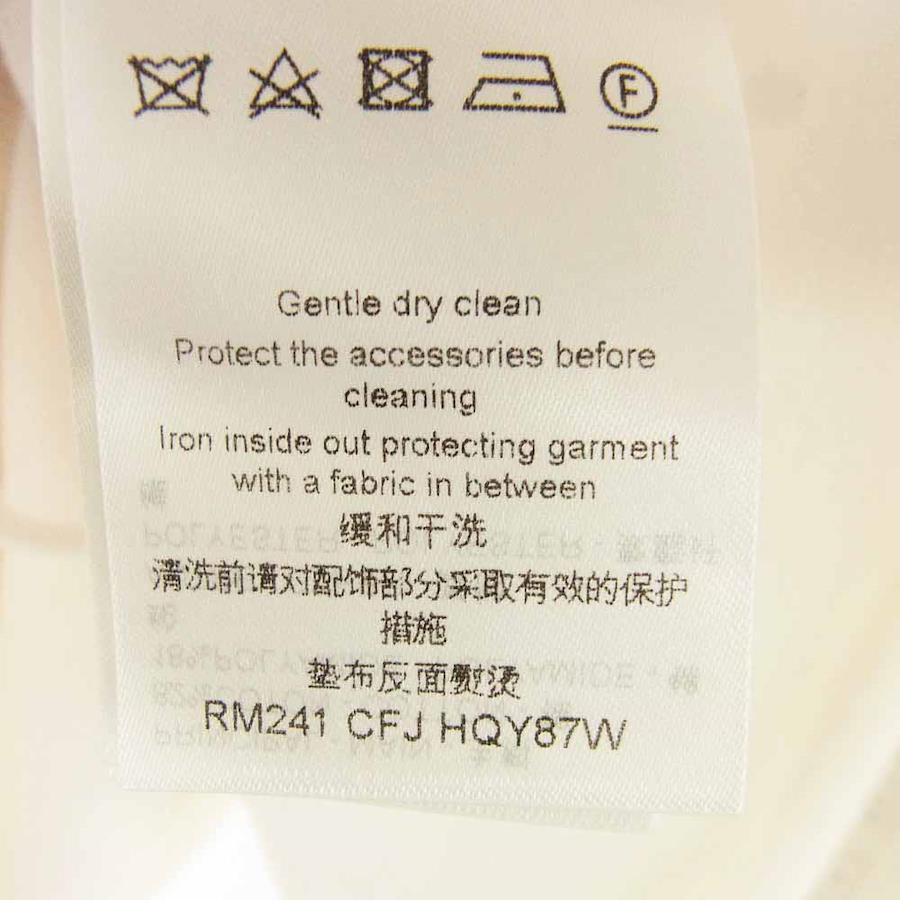 F
Gentle dry clean
Protect the accessories before
cleaning
Iron inside out protecting garment
with a fabric in between
缓和干洗
清洗前请对配饰部分采取有效的保护
措施
垫布反面熨烫
RM241 CFJ HQY87W